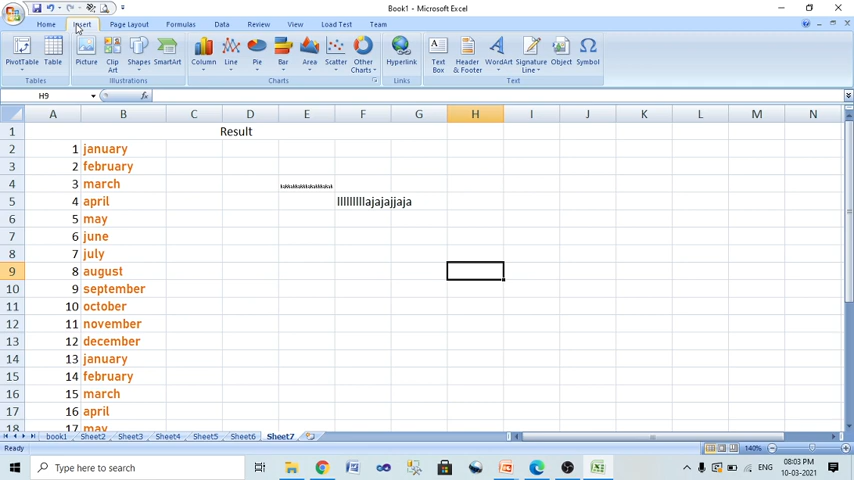 Book1 - Microsoft Excel
Home Insert Page Layout Formulas Data Review View Load Test Team
PivotTable Table Picture Clip Art Shapes SmartArt Column Line Pie Bar Area Scatter Other Charts Hyperlink Text Box Header & Footer WordArt Signature Line Object Symbol
Tables Illustrations Charts Links Text
H9 fx
A B C D E F G H I J K L M N
1 Result
2 1 january
3 2 february
4 3 march
5 4 april lllllllllajajajjaja
6 5 may
7 6 june
8 7 july
9 8 august
10 9 september
11 10 october
12 11 november
13 12 december
14 13 january
15 14 february
16 15 march
17 16 april
18 17 may
book1 Sheet2 Sheet3 Sheet4 Sheet5 Sheet6 Sheet7
Ready 140%
Type here to search ENG 08:03 PM
10-03-2021